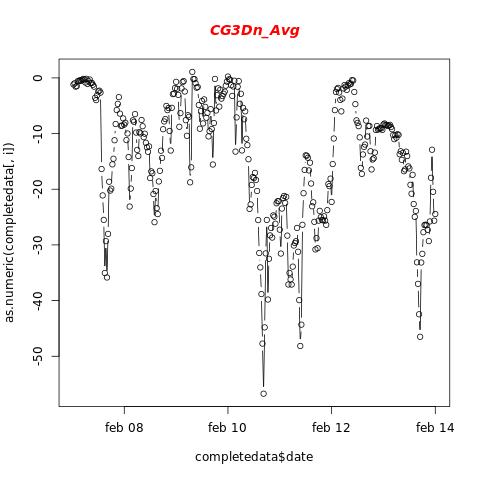 CG3Dn_Avg
as.numeric(completedata[, i])
0
-10
-20
-30
-40
-50
feb 08
feb 10
feb 12
feb 14
completedata$date